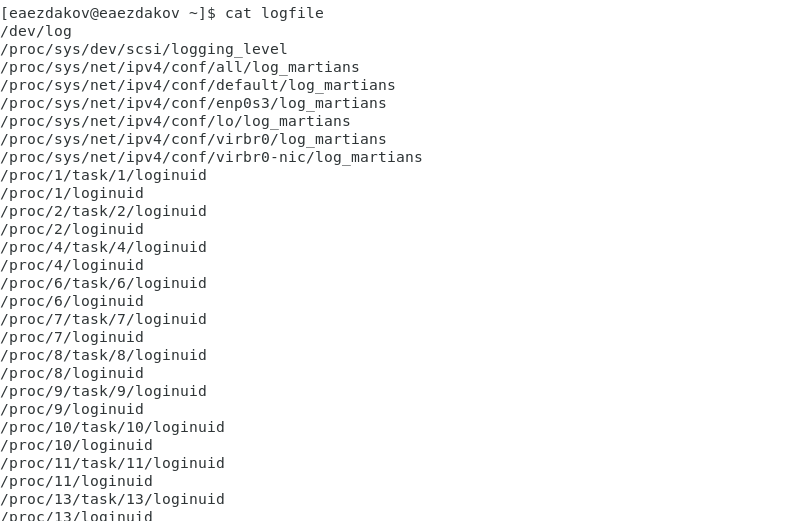 [eaezdakov@eaezdakov ~]$ cat logfile
/dev/log
/proc/sys/dev/scsi/logging_level
/proc/sys/net/ipv4/conf/all/log_martians
/proc/sys/net/ipv4/conf/default/log_martians
/proc/sys/net/ipv4/conf/enp0s3/log_martians
/proc/sys/net/ipv4/conf/lo/log_martians
/proc/sys/net/ipv4/conf/virbr0/log_martians
/proc/sys/net/ipv4/conf/virbr0-nic/log_martians
/proc/1/task/1/loginuid
/proc/1/loginuid
/proc/2/task/2/loginuid
/proc/2/loginuid
/proc/4/task/4/loginuid
/proc/4/loginuid
/proc/6/task/6/loginuid
/proc/6/loginuid
/proc/7/task/7/loginuid
/proc/7/loginuid
/proc/8/task/8/loginuid
/proc/8/loginuid
/proc/9/task/9/loginuid
/proc/9/loginuid
/proc/10/task/10/loginuid
/proc/10/loginuid
/proc/11/task/11/loginuid
/proc/11/loginuid
/proc/13/task/13/loginuid
/proc/13/loginuid